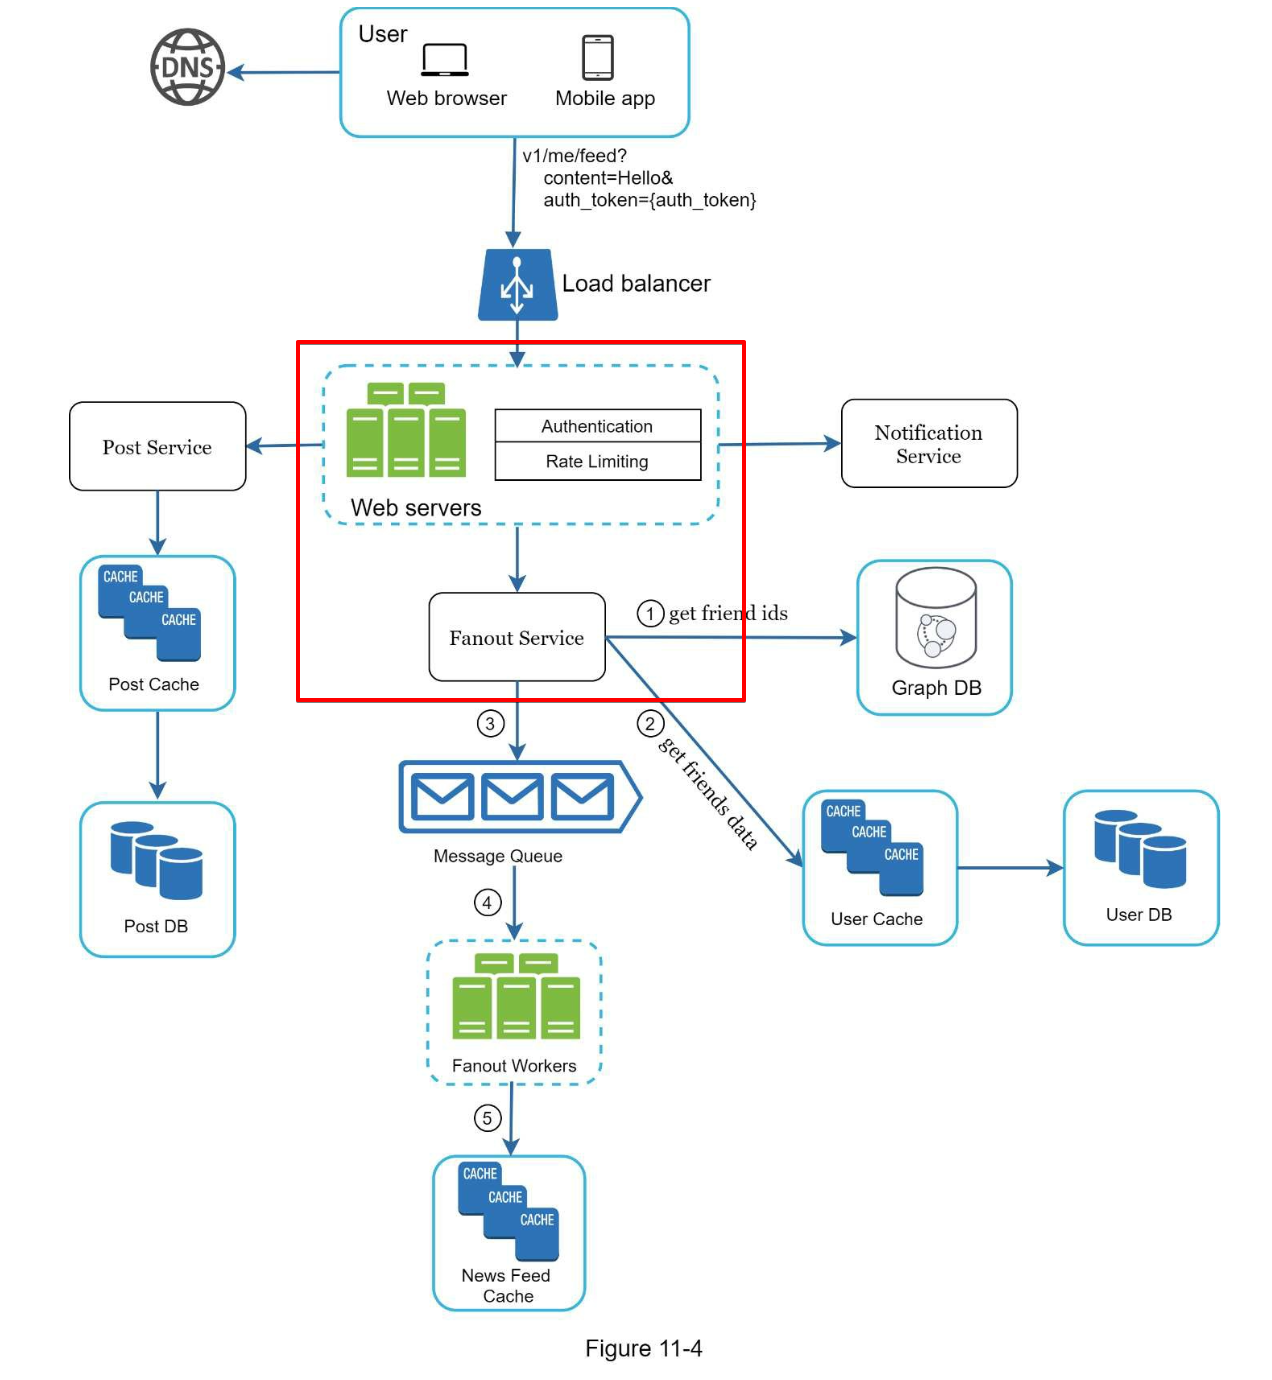 User
DNS
Web browser
Mobile app
v1/me/feed?
content=Hello&
auth_token={auth_token}
Load balancer
Authentication
Rate Limiting
Web servers
Post Service
Notification
Service
CACHE
CACHE
CACHE
Post Cache
Fanout Service
1 get friend ids
Graph DB
2 get friends data
3
Message Queue
CACHE
CACHE
CACHE
User Cache
User DB
Post DB
4
Fanout Workers
5
CACHE
CACHE
CACHE
News Feed
Cache
Figure 11-4